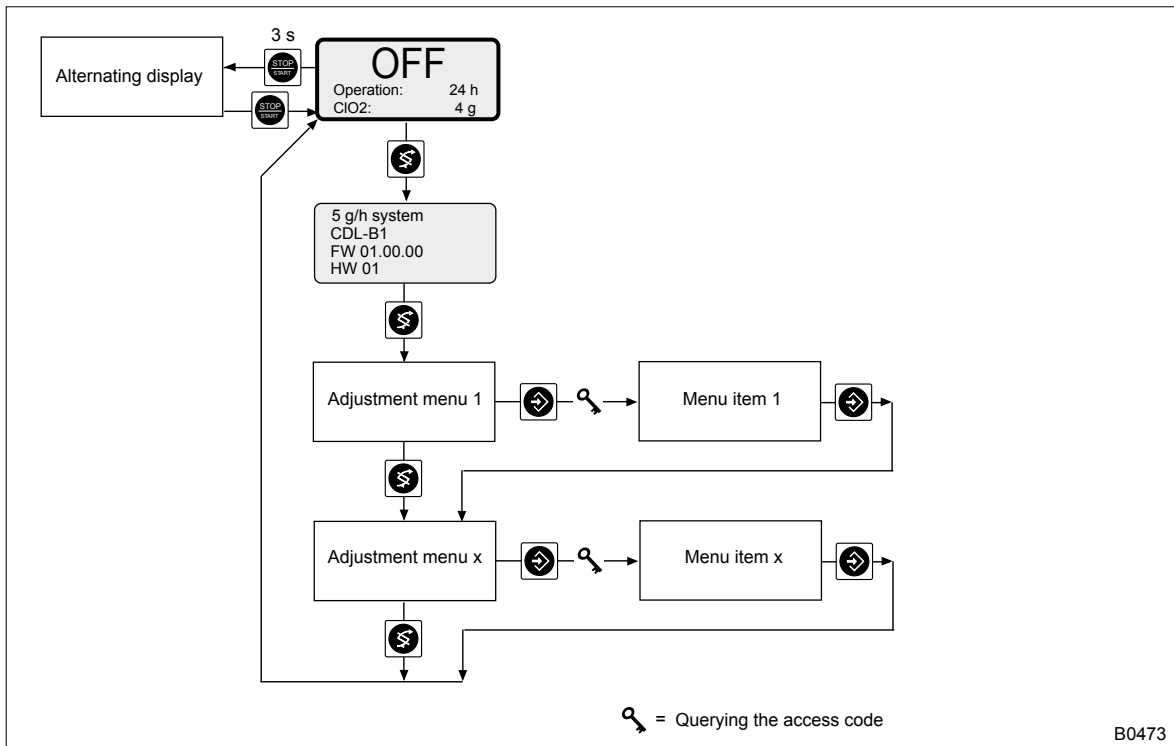 3 s
STOP
START
Alternating display
OFF
Operation: 24 h
ClO2: 4 g
STOP
START
5 g/h system
CDL-B1
FW 01.00.00
HW 01
Adjustment menu 1
Menu item 1
Adjustment menu x
Menu item x
= Querying the access code
B0473